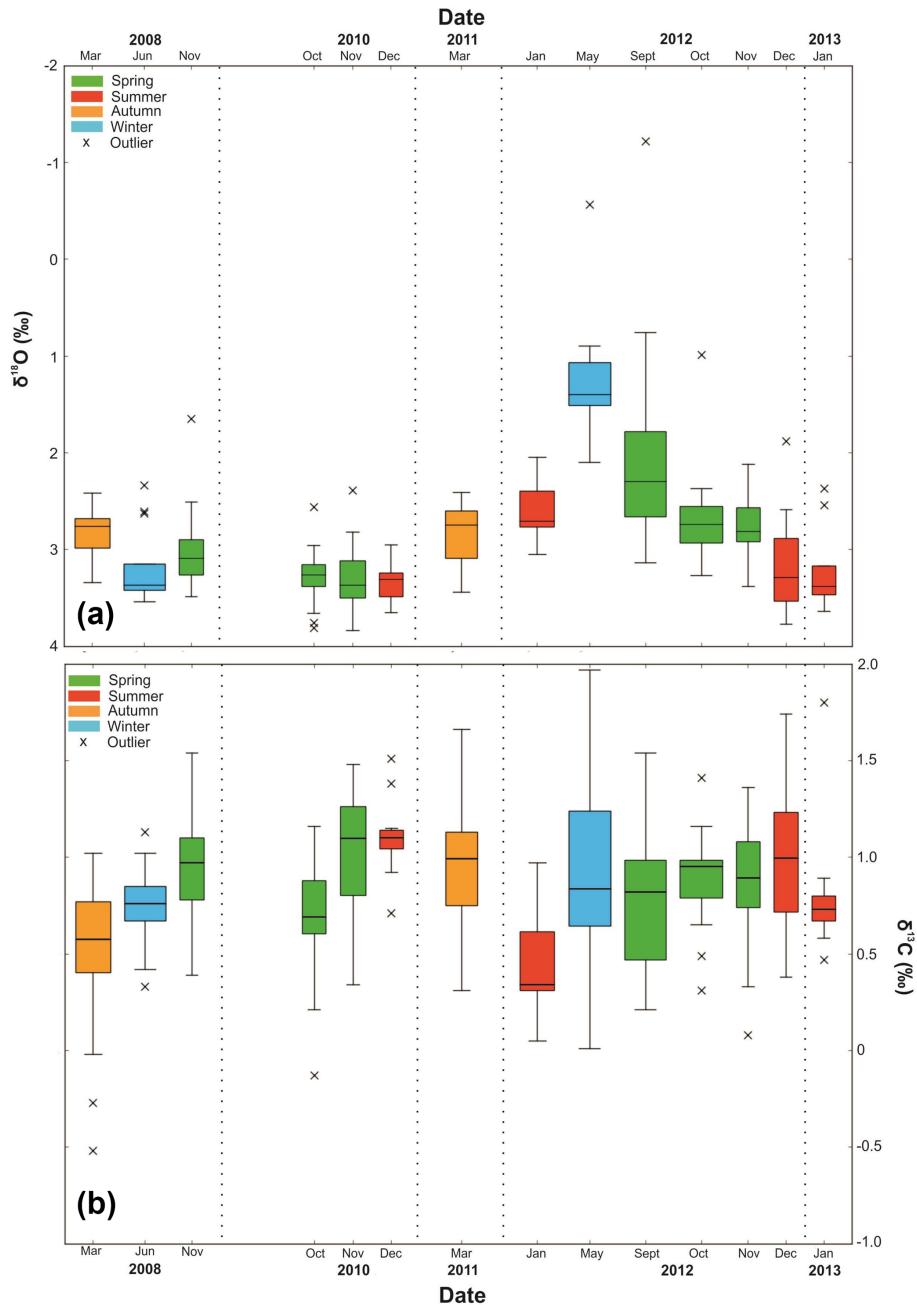 Date
2008 2010 2011 2012 2013
Mar Jun Nov Oct Nov Dec Mar Jan May Sept Oct Nov Dec Jan
-2
Spring
Summer
Autumn
Winter
x Outlier
-1
0
δ¹⁸O (‰)
1
2
3
(a)
4
2.0
Spring
Summer
Autumn
Winter
x Outlier
1.5
1.0
δ¹³C (‰)
0.5
0
-0.5
(b)
-1.0
Mar Jun Nov Oct Nov Dec Mar Jan May Sept Oct Nov Dec Jan
2008 2010 2011 2012 2013
Date